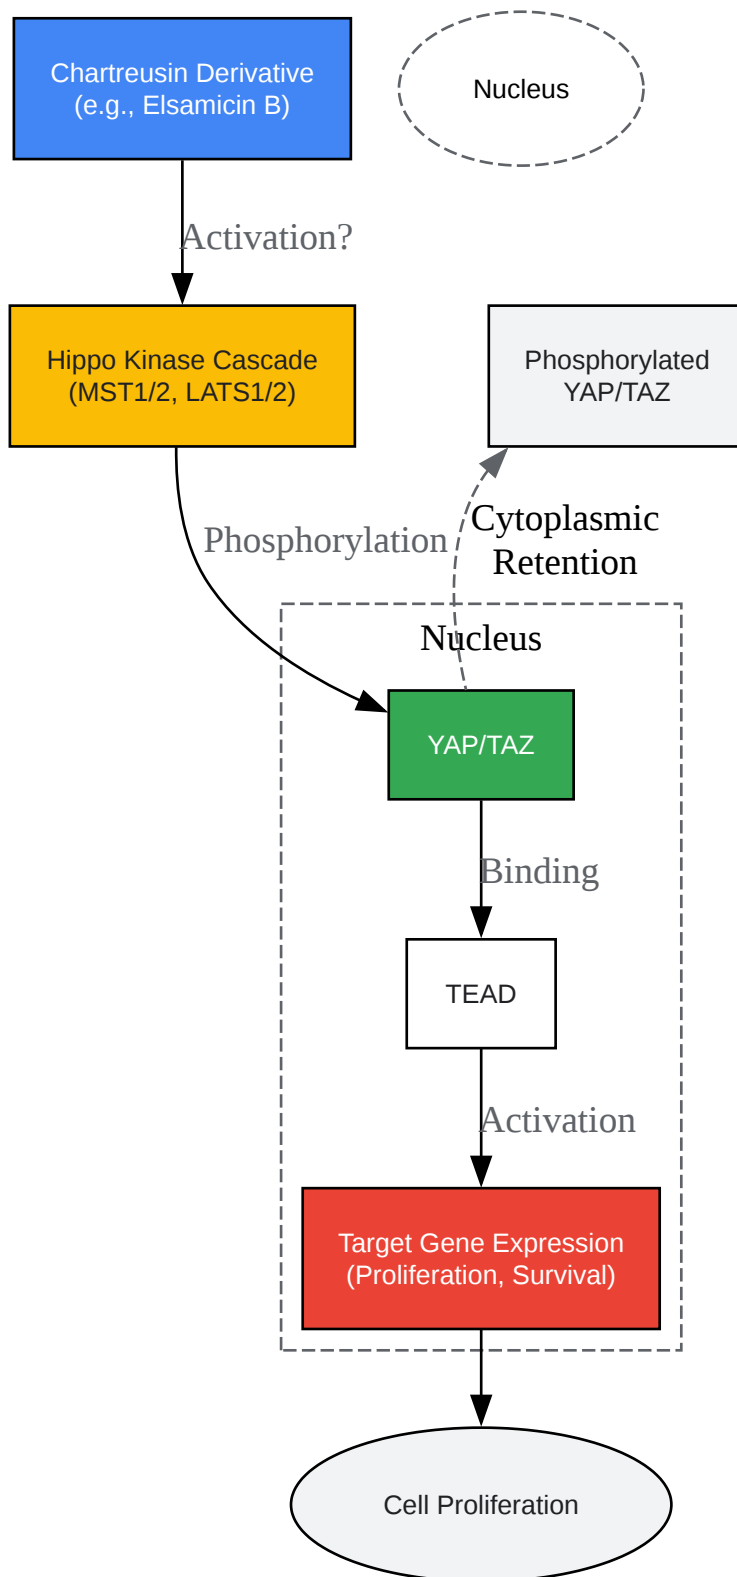 Chartreusin Derivative
(e.g., Elsamicin B)
Nucleus
Activation?
Hippo Kinase Cascade
(MST1/2, LATS1/2)
Phosphorylated
YAP/TAZ
Phosphorylation
Cytoplasmic
Retention
Nucleus
YAP/TAZ
Binding
TEAD
Activation
Target Gene Expression
(Proliferation, Survival)
Cell Proliferation